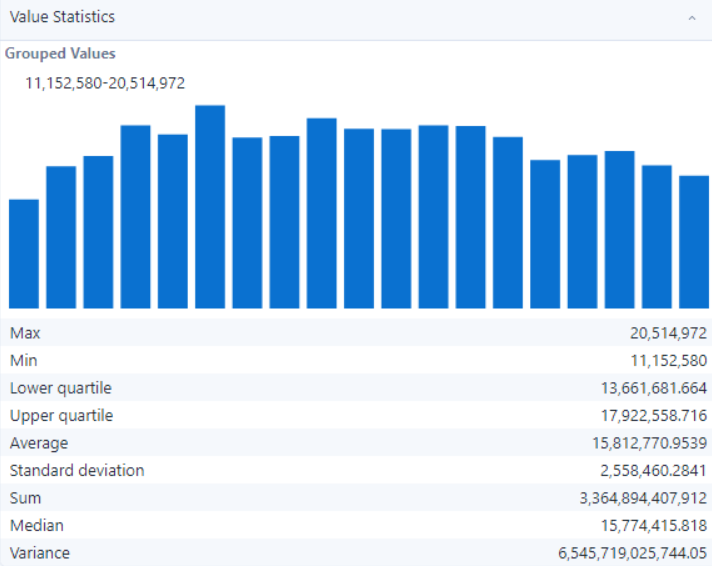 Value Statistics
Grouped Values
11,152,580-20,514,972
Max 20,514,972
Min 11,152,580
Lower quartile 13,661,681.664
Upper quartile 17,922,558.716
Average 15,812,770.9539
Standard deviation 2,558,460.2841
Sum 3,364,894,407,912
Median 15,774,415.818
Variance 6,545,719,025,744.05